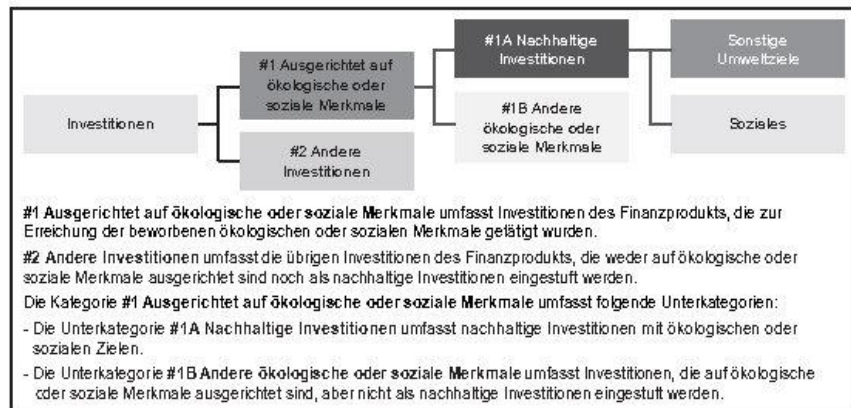 #1A Nachhaltige
Investitionen
Sonstige
Umweltziele
#1 Ausgerichtet auf
ökologische oder
soziale Merkmale
Investitionen
#1B Andere
ökologische oder
soziale Merkmale
Soziales
#2 Andere
Investitionen
#1 Ausgerichtet auf ökologische oder soziale Merkmale umfasst Investitionen des Finanzprodukts, die zur
Erreichung der beworbenen ökologischen oder sozialen Merkmale getätigt wurden.
#2 Andere Investitionen umfasst die übrigen Investitionen des Finanzprodukts, die weder auf ökologische oder
soziale Merkmale ausgerichtet sind noch als nachhaltige Investitionen eingestuft werden.
Die Kategorie #1 Ausgerichtet auf ökologische oder soziale Merkmale umfasst folgende Unterkategorien:
- Die Unterkategorie #1A Nachhaltige Investitionen umfasst nachhaltige Investitionen mit ökologischen oder
sozialen Zielen.
- Die Unterkategorie #1B Andere ökologische oder soziale Merkmale umfasst Investitionen, die auf ökologische
oder soziale Merkmale ausgerichtet sind, aber nicht als nachhaltige Investitionen eingestuft werden.